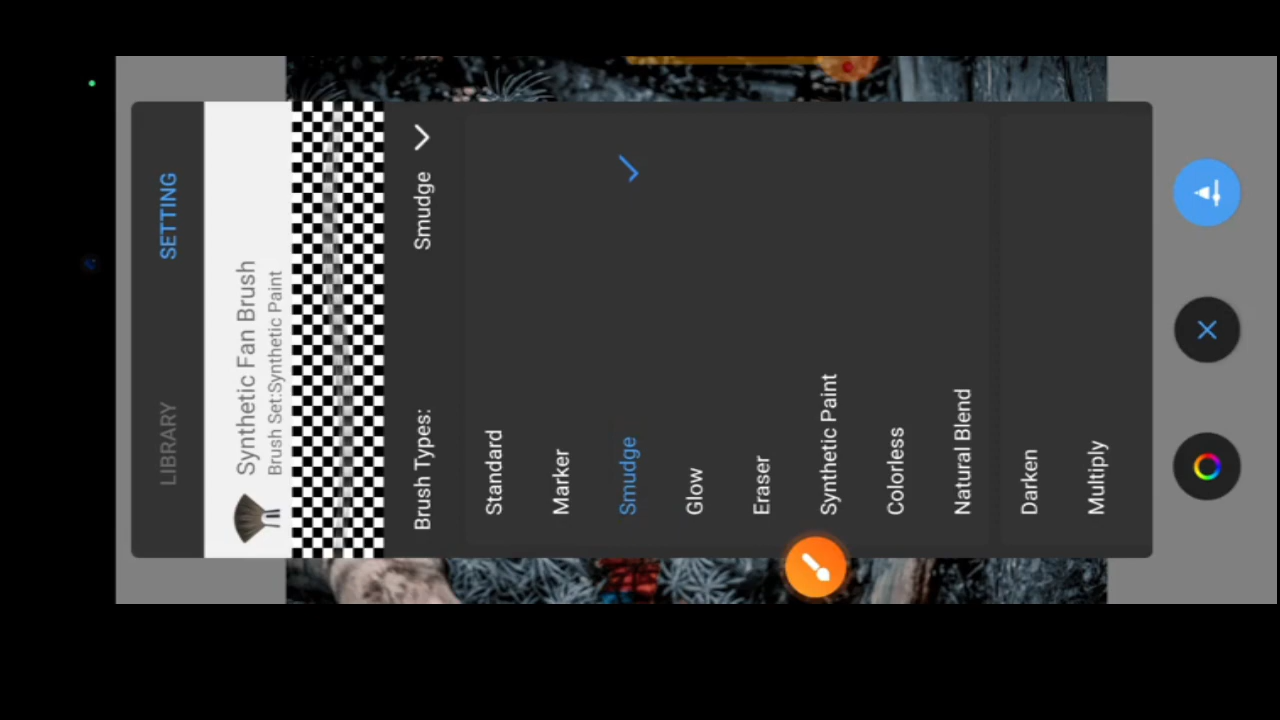 LIBRARY SETTING
Synthetic Fan Brush
Brush Set:Synthetic Paint
Brush Types: Smudge
Standard
Marker
Smudge
Glow
Eraser
Synthetic Paint
Colorless
Natural Blend
Darken
Multiply